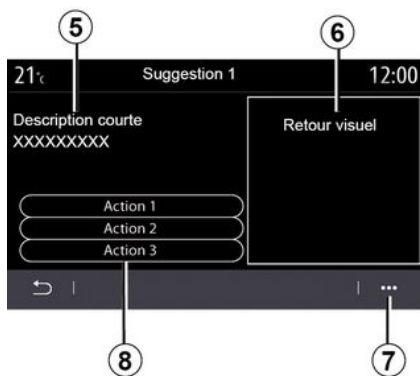 5
6
21°c
Suggestion 1
12:00
Description courte
XXXXXXXXX
Retour visuel
Action 1
Action 2
Action 3
8
7